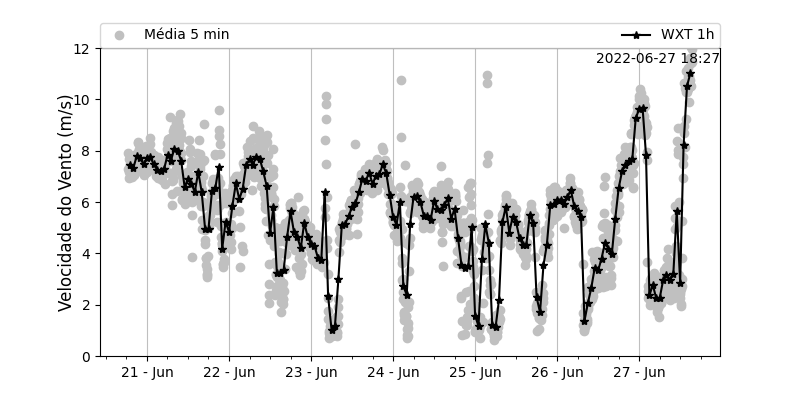 Média 5 min
WXT 1h
2022-06-27 18:27
Velocidade do Vento (m/s)
12
10
8
6
4
2
0
21 - Jun 22 - Jun 23 - Jun 24 - Jun 25 - Jun 26 - Jun 27 - Jun